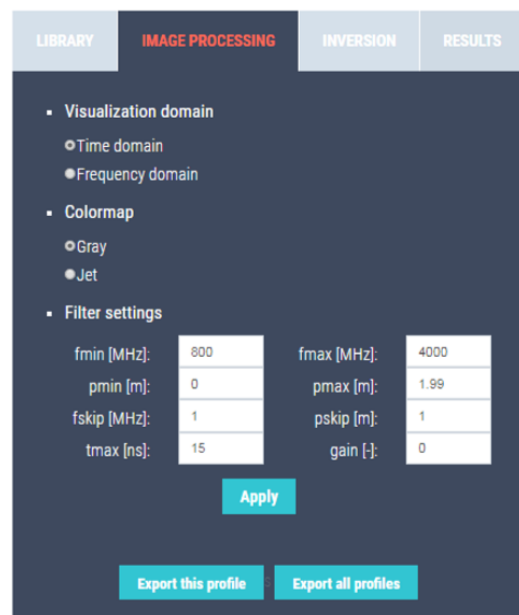 LIBRARY IMAGE PROCESSING INVERSION RESULTS
Visualization domain
Time domain
Frequency domain
Colormap
Gray
Jet
Filter settings
fmin [MHz]: 800 fmax [MHz]: 4000
pmin [m]: 0 pmax [m]: 1.99
fskip [MHz]: 1 pskip [m]: 1
tmax [ns]: 15 gain [-]: 0
Apply
Export this profile s Export all profiles